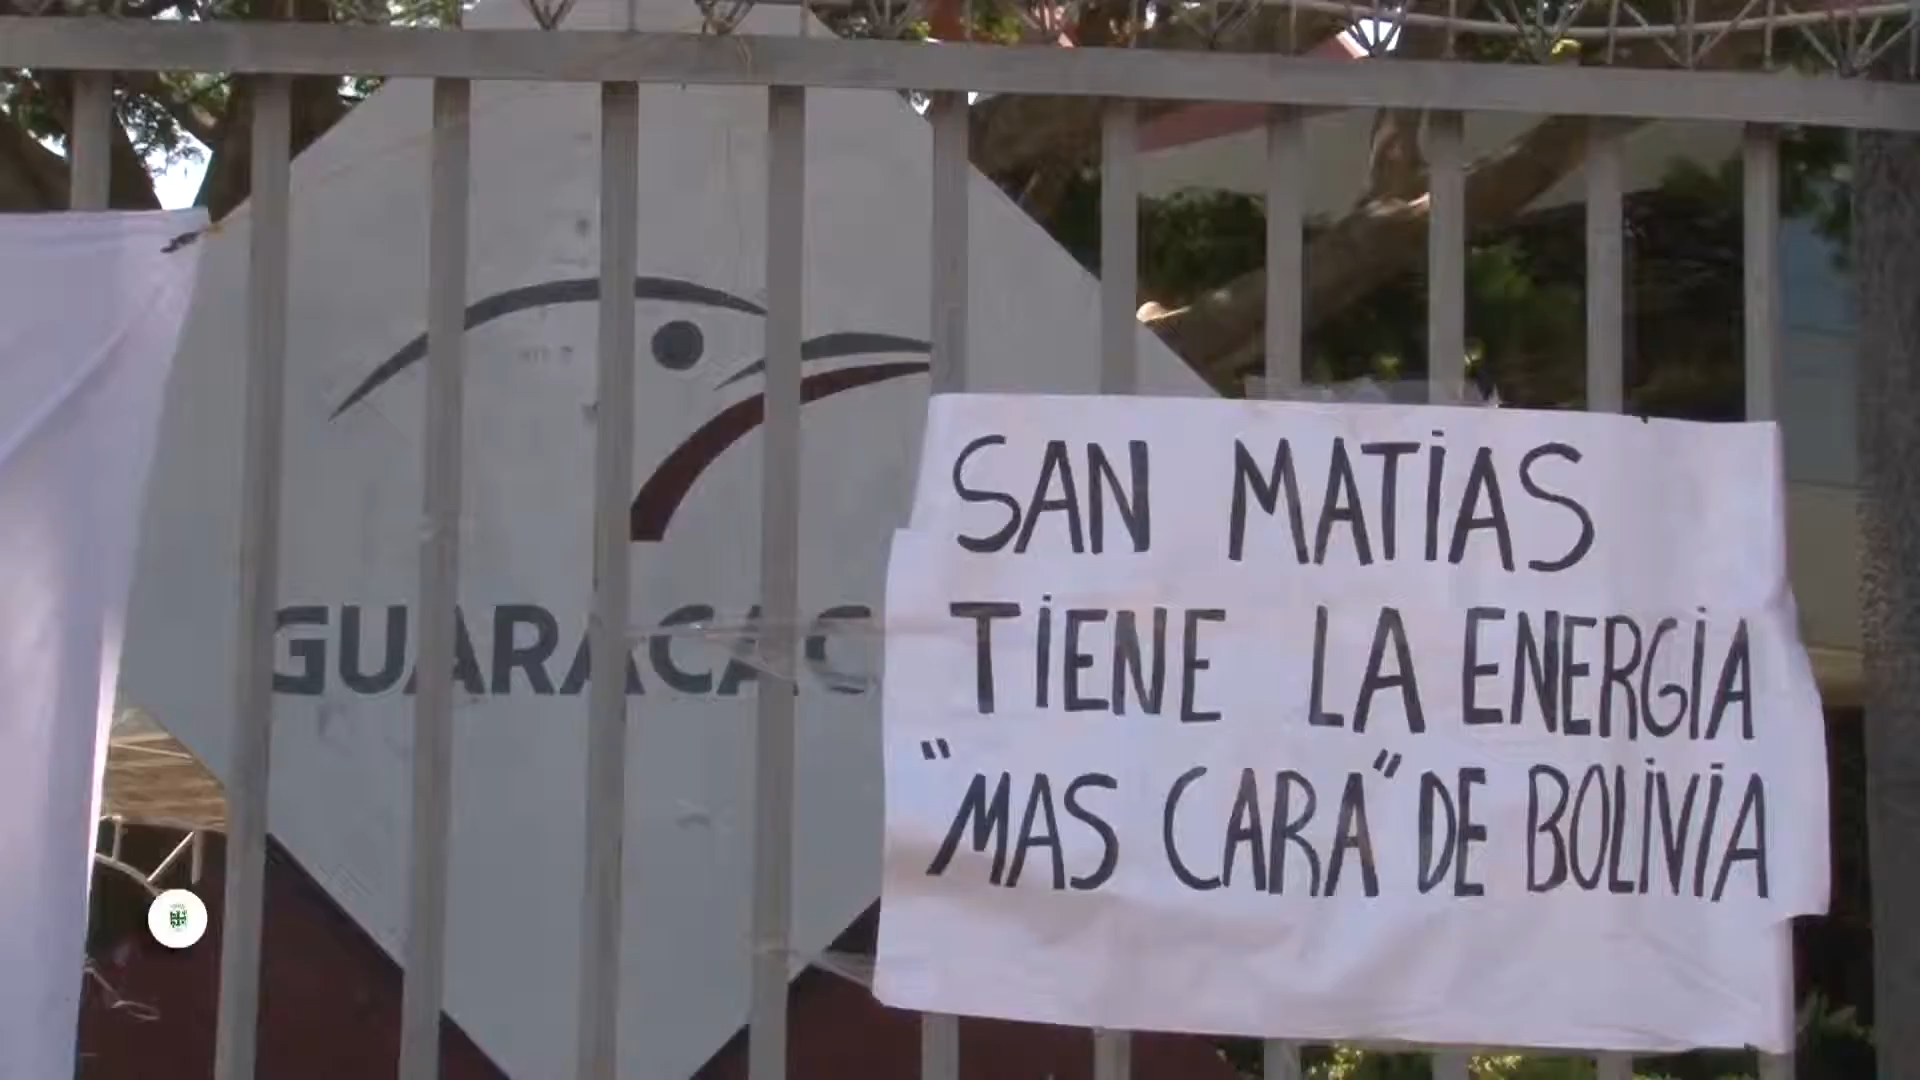 GUARACAC
SAN MATIAS
TIENE LA ENERGIA
"MAS CARA" DE BOLIVIA